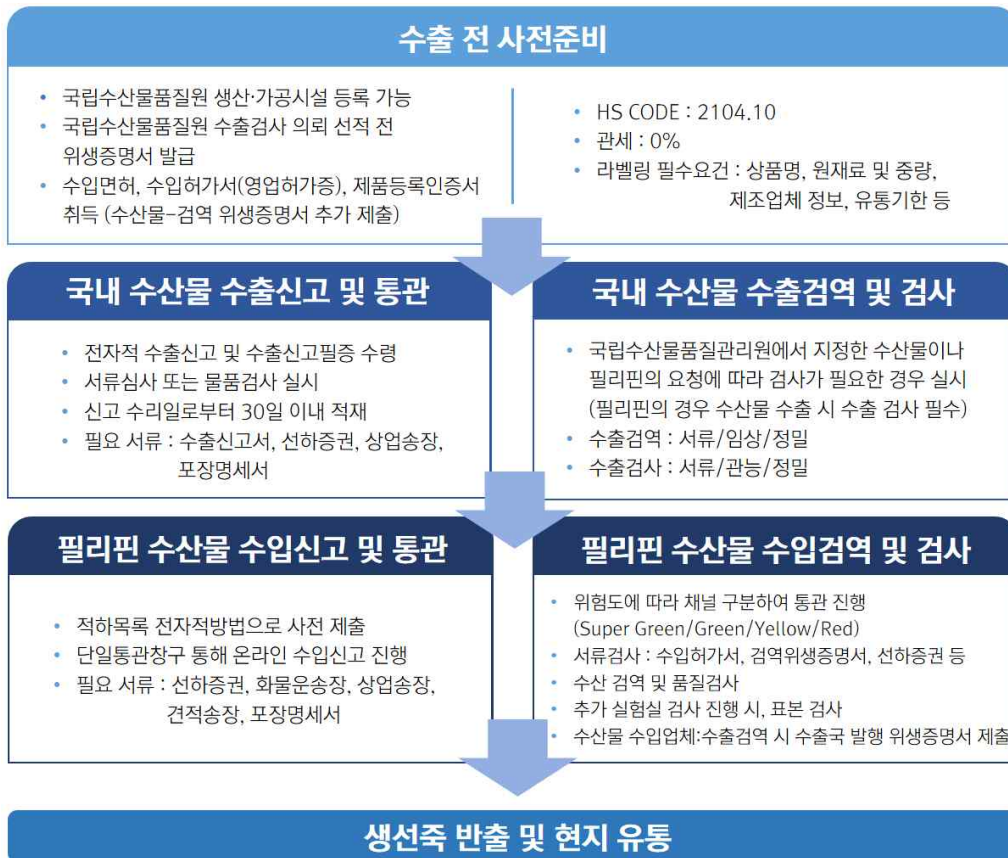 수출 전 사전준비
• 국립수산물품질원 생산·가공시설 등록 가능
• 국립수산물품질원 수출검사 의뢰 선적 전
위생증명서 발급
• 수입면허, 수입허가서(영업허가증), 제품등록인증서
취득 (수산물-검역 위생증명서 추가 제출)
• HS CODE : 2104.10
• 관세 : 0%
• 라벨링 필수요건 : 상품명, 원재료 및 중량,
제조업체 정보, 유통기한 등
국내 수산물 수출신고 및 통관
• 전자적 수출신고 및 수출신고필증 수령
• 서류심사 또는 물품검사 실시
• 신고 수리일로부터 30일 이내 적재
• 필요 서류 : 수출신고서, 선하증권, 상업송장,
포장명세서
국내 수산물 수출검역 및 검사
• 국립수산물품질관리원에서 지정한 수산물이나
필리핀의 요청에 따라 검사가 필요한 경우 실시
(필리핀의 경우 수산물 수출 시 수출 검사 필수)
• 수출검역 : 서류/임상/정밀
• 수출검사 : 서류/관능/정밀
필리핀 수산물 수입신고 및 통관
• 적하목록 전자적방법으로 사전 제출
• 단일통관창구 통해 온라인 수입신고 진행
• 필요 서류 : 선하증권, 화물운송장, 상업송장,
견적송장, 포장명세서
필리핀 수산물 수입검역 및 검사
• 위험도에 따라 채널 구분하여 통관 진행
(Super Green/Green/Yellow/Red)
• 서류검사 : 수입허가서, 검역위생증명서, 선하증권 등
• 수산 검역 및 품질검사
• 추가 실험실 검사 진행 시, 표본 검사
• 수산물 수입업체:수출검역 시 수출국 발행 위생증명서 제출
생선죽 반출 및 현지 유통